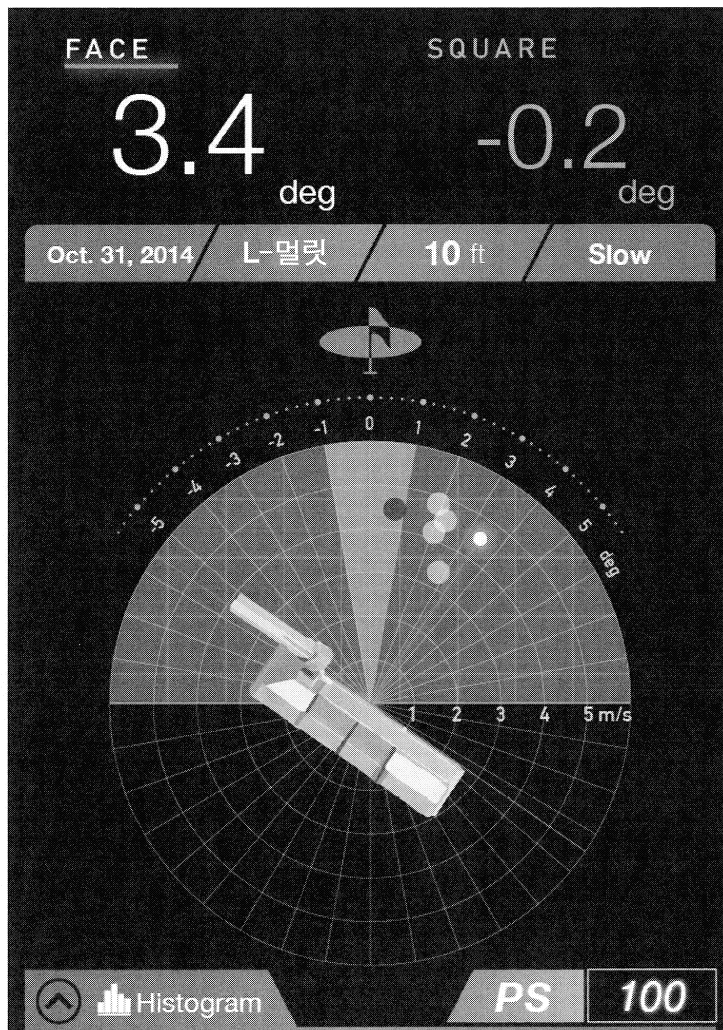 FACE SQUARE
3.4 deg -0.2 deg
Oct. 31, 2014 L-멀릿 10 ft Slow
-5 -4 -3 -2 -1 0 1 2 3 4 5 deg
1 2 3 4 5 m/s
Histogram PS 100